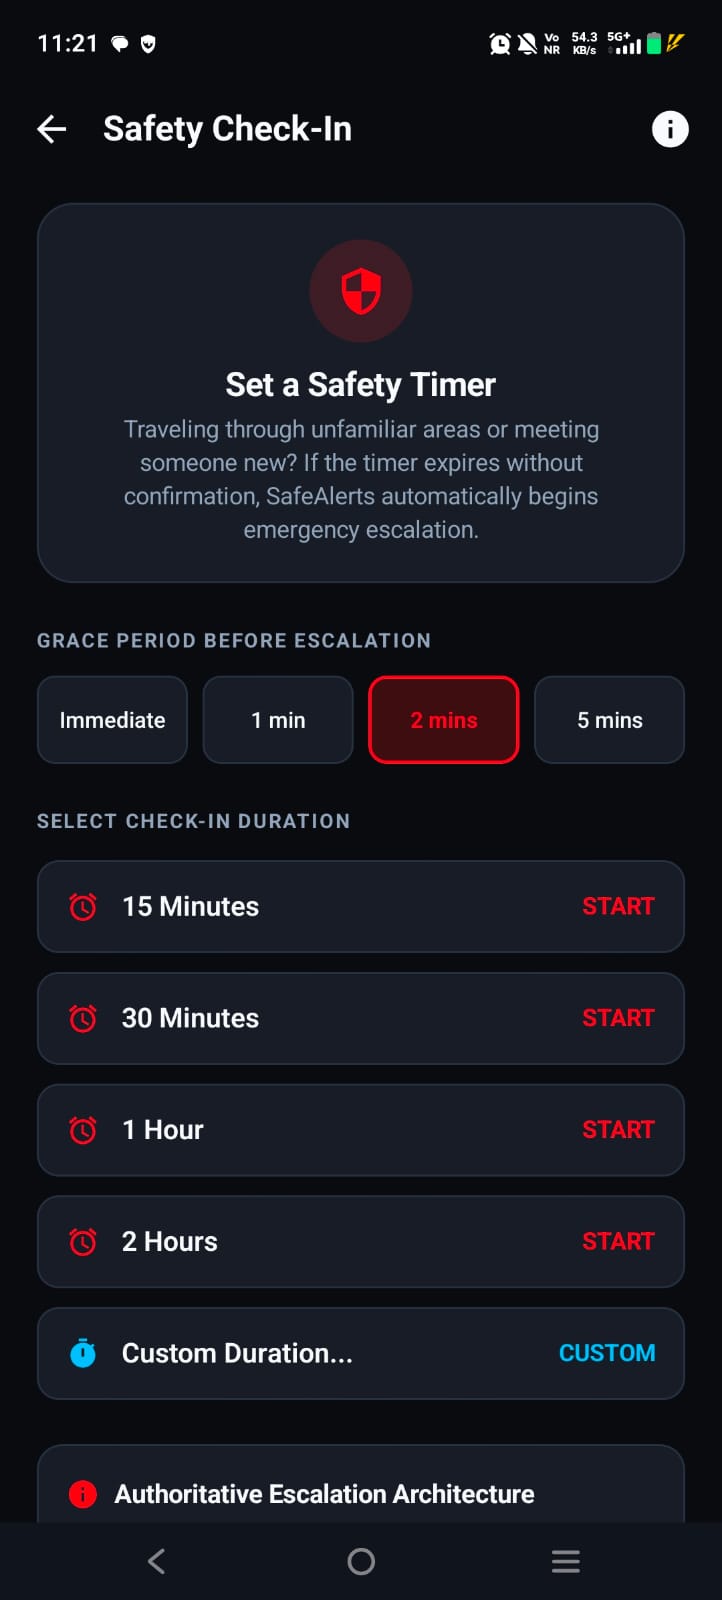 11:21
Vo NR 54.3 KB/s 5G+
Safety Check-In
Set a Safety Timer
Traveling through unfamiliar areas or meeting
someone new? If the timer expires without
confirmation, SafeAlerts automatically begins
emergency escalation.
GRACE PERIOD BEFORE ESCALATION
Immediate 1 min 2 mins 5 mins
SELECT CHECK-IN DURATION
15 Minutes START
30 Minutes START
1 Hour START
2 Hours START
Custom Duration... CUSTOM
Authoritative Escalation Architecture